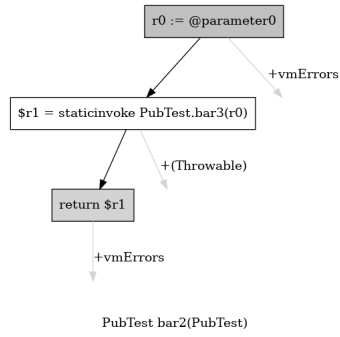 r0 := @parameter0
+vmErrors
$r1 = staticinvoke PubTest.bar3(r0)
+(Throwable)
return $r1
+vmErrors
PubTest bar2(PubTest)